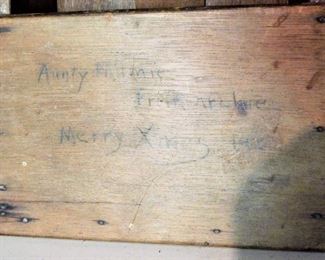 Aunty
From Archie
Merry Xmas